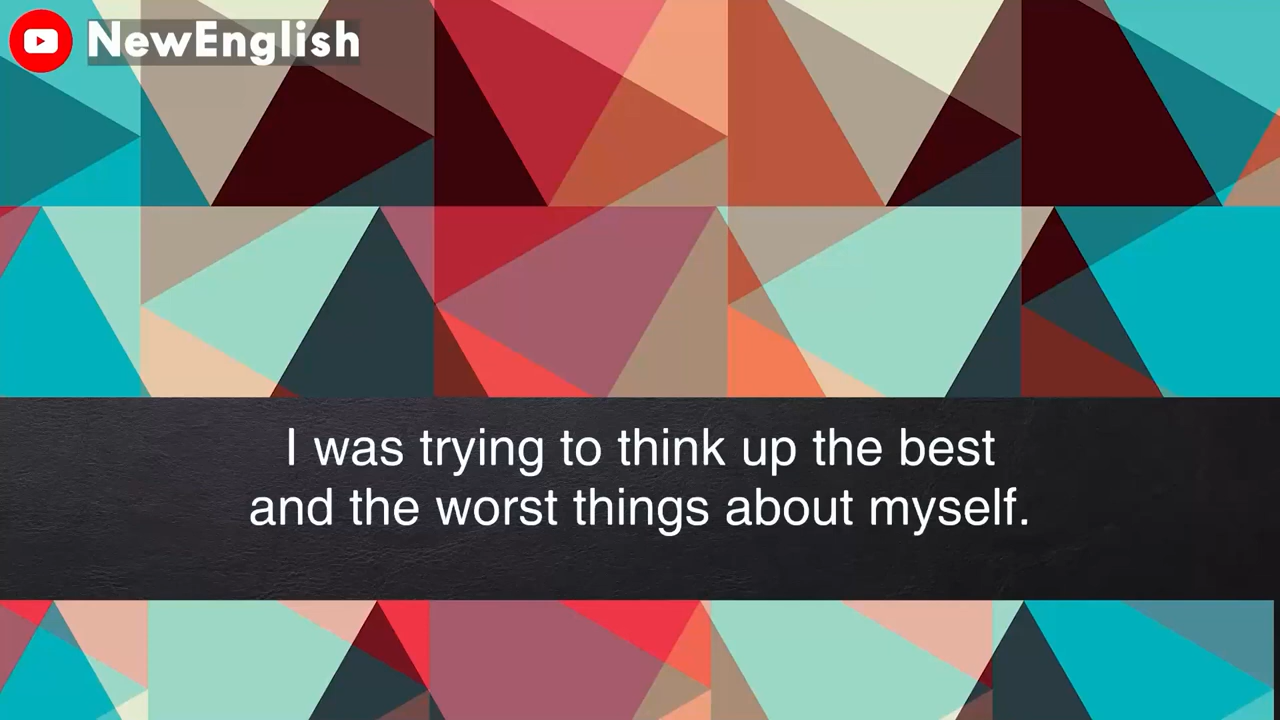 NewEnglish
I was trying to think up the best
and the worst things about myself.